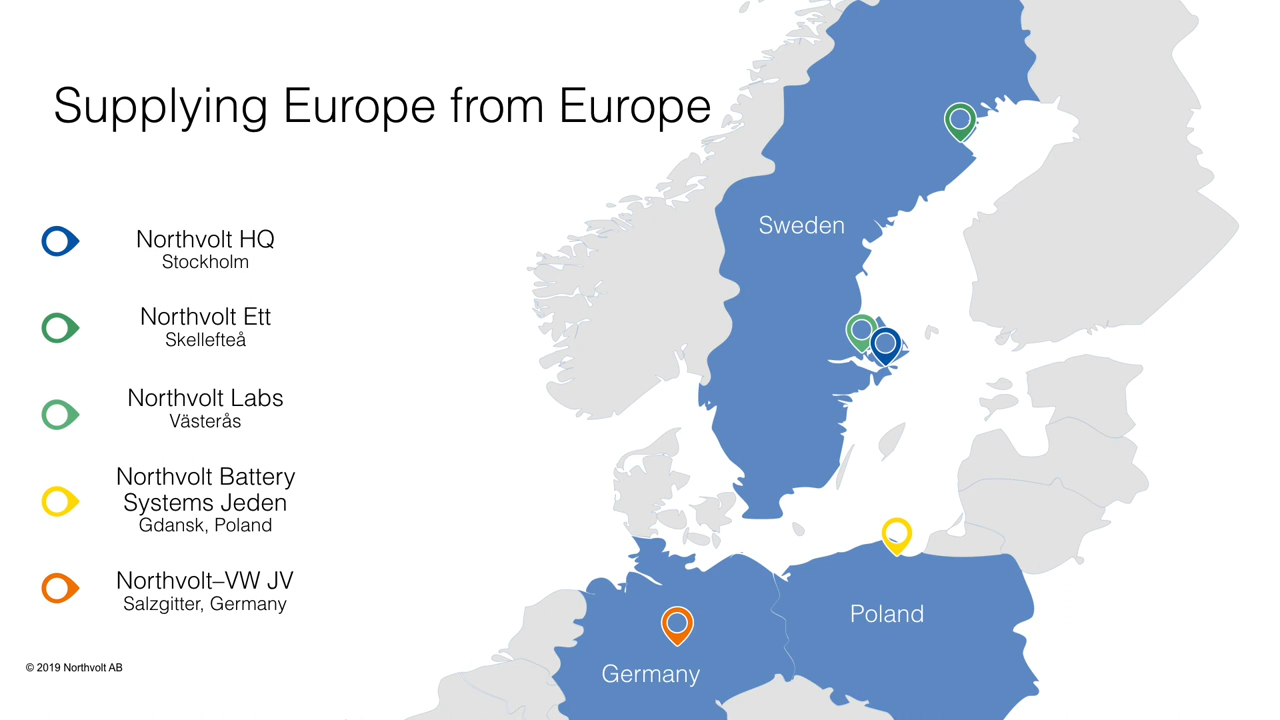 Supplying Europe from Europe
Northvolt HQ
Stockholm
Northvolt Ett
Skellefteå
Northvolt Labs
Västerås
Northvolt Battery
Systems Jeden
Gdansk, Poland
Northvolt–VW JV
Salzgitter, Germany
© 2019 Northvolt AB
Sweden
Poland
Germany